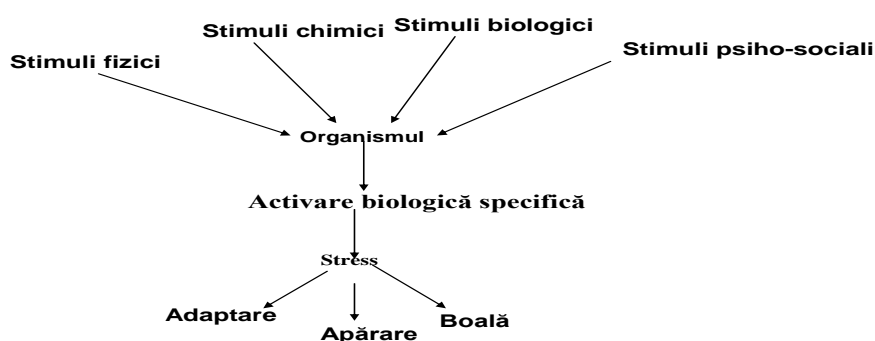 Stimuli fizici
Stimuli chimici
Stimuli biologici
Stimuli psiho-sociali
Organismul
Activare biologică specifică
Stress
Adaptare
Apărare
Boală